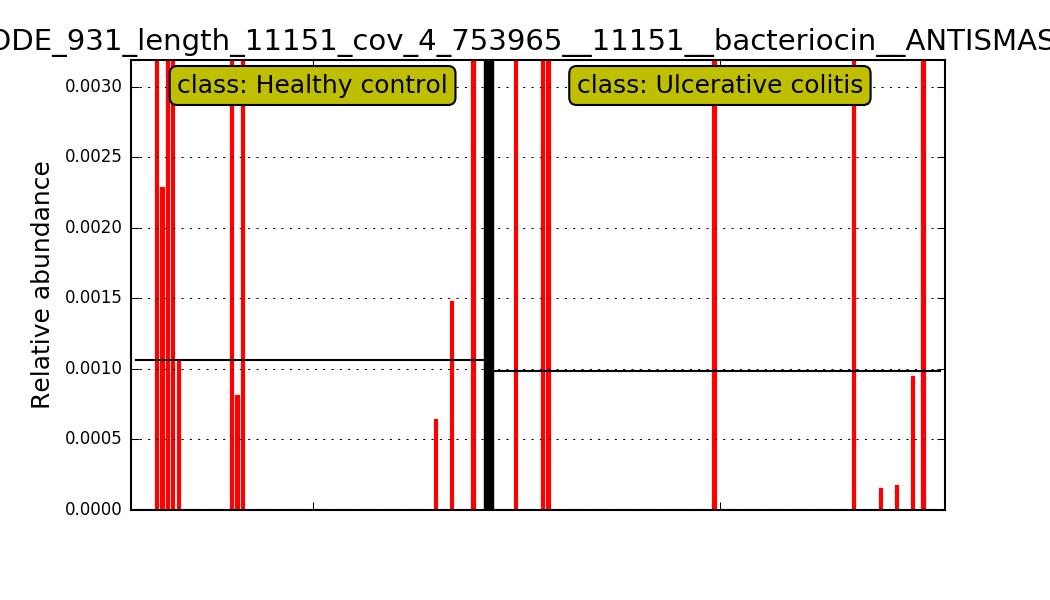 ODE_931_length_11151_cov_4_753965__11151__bacteriocin__ANTISMAS
class: Healthy control
class: Ulcerative colitis
Relative abundance
0.0030
0.0025
0.0020
0.0015
0.0010
0.0005
0.0000